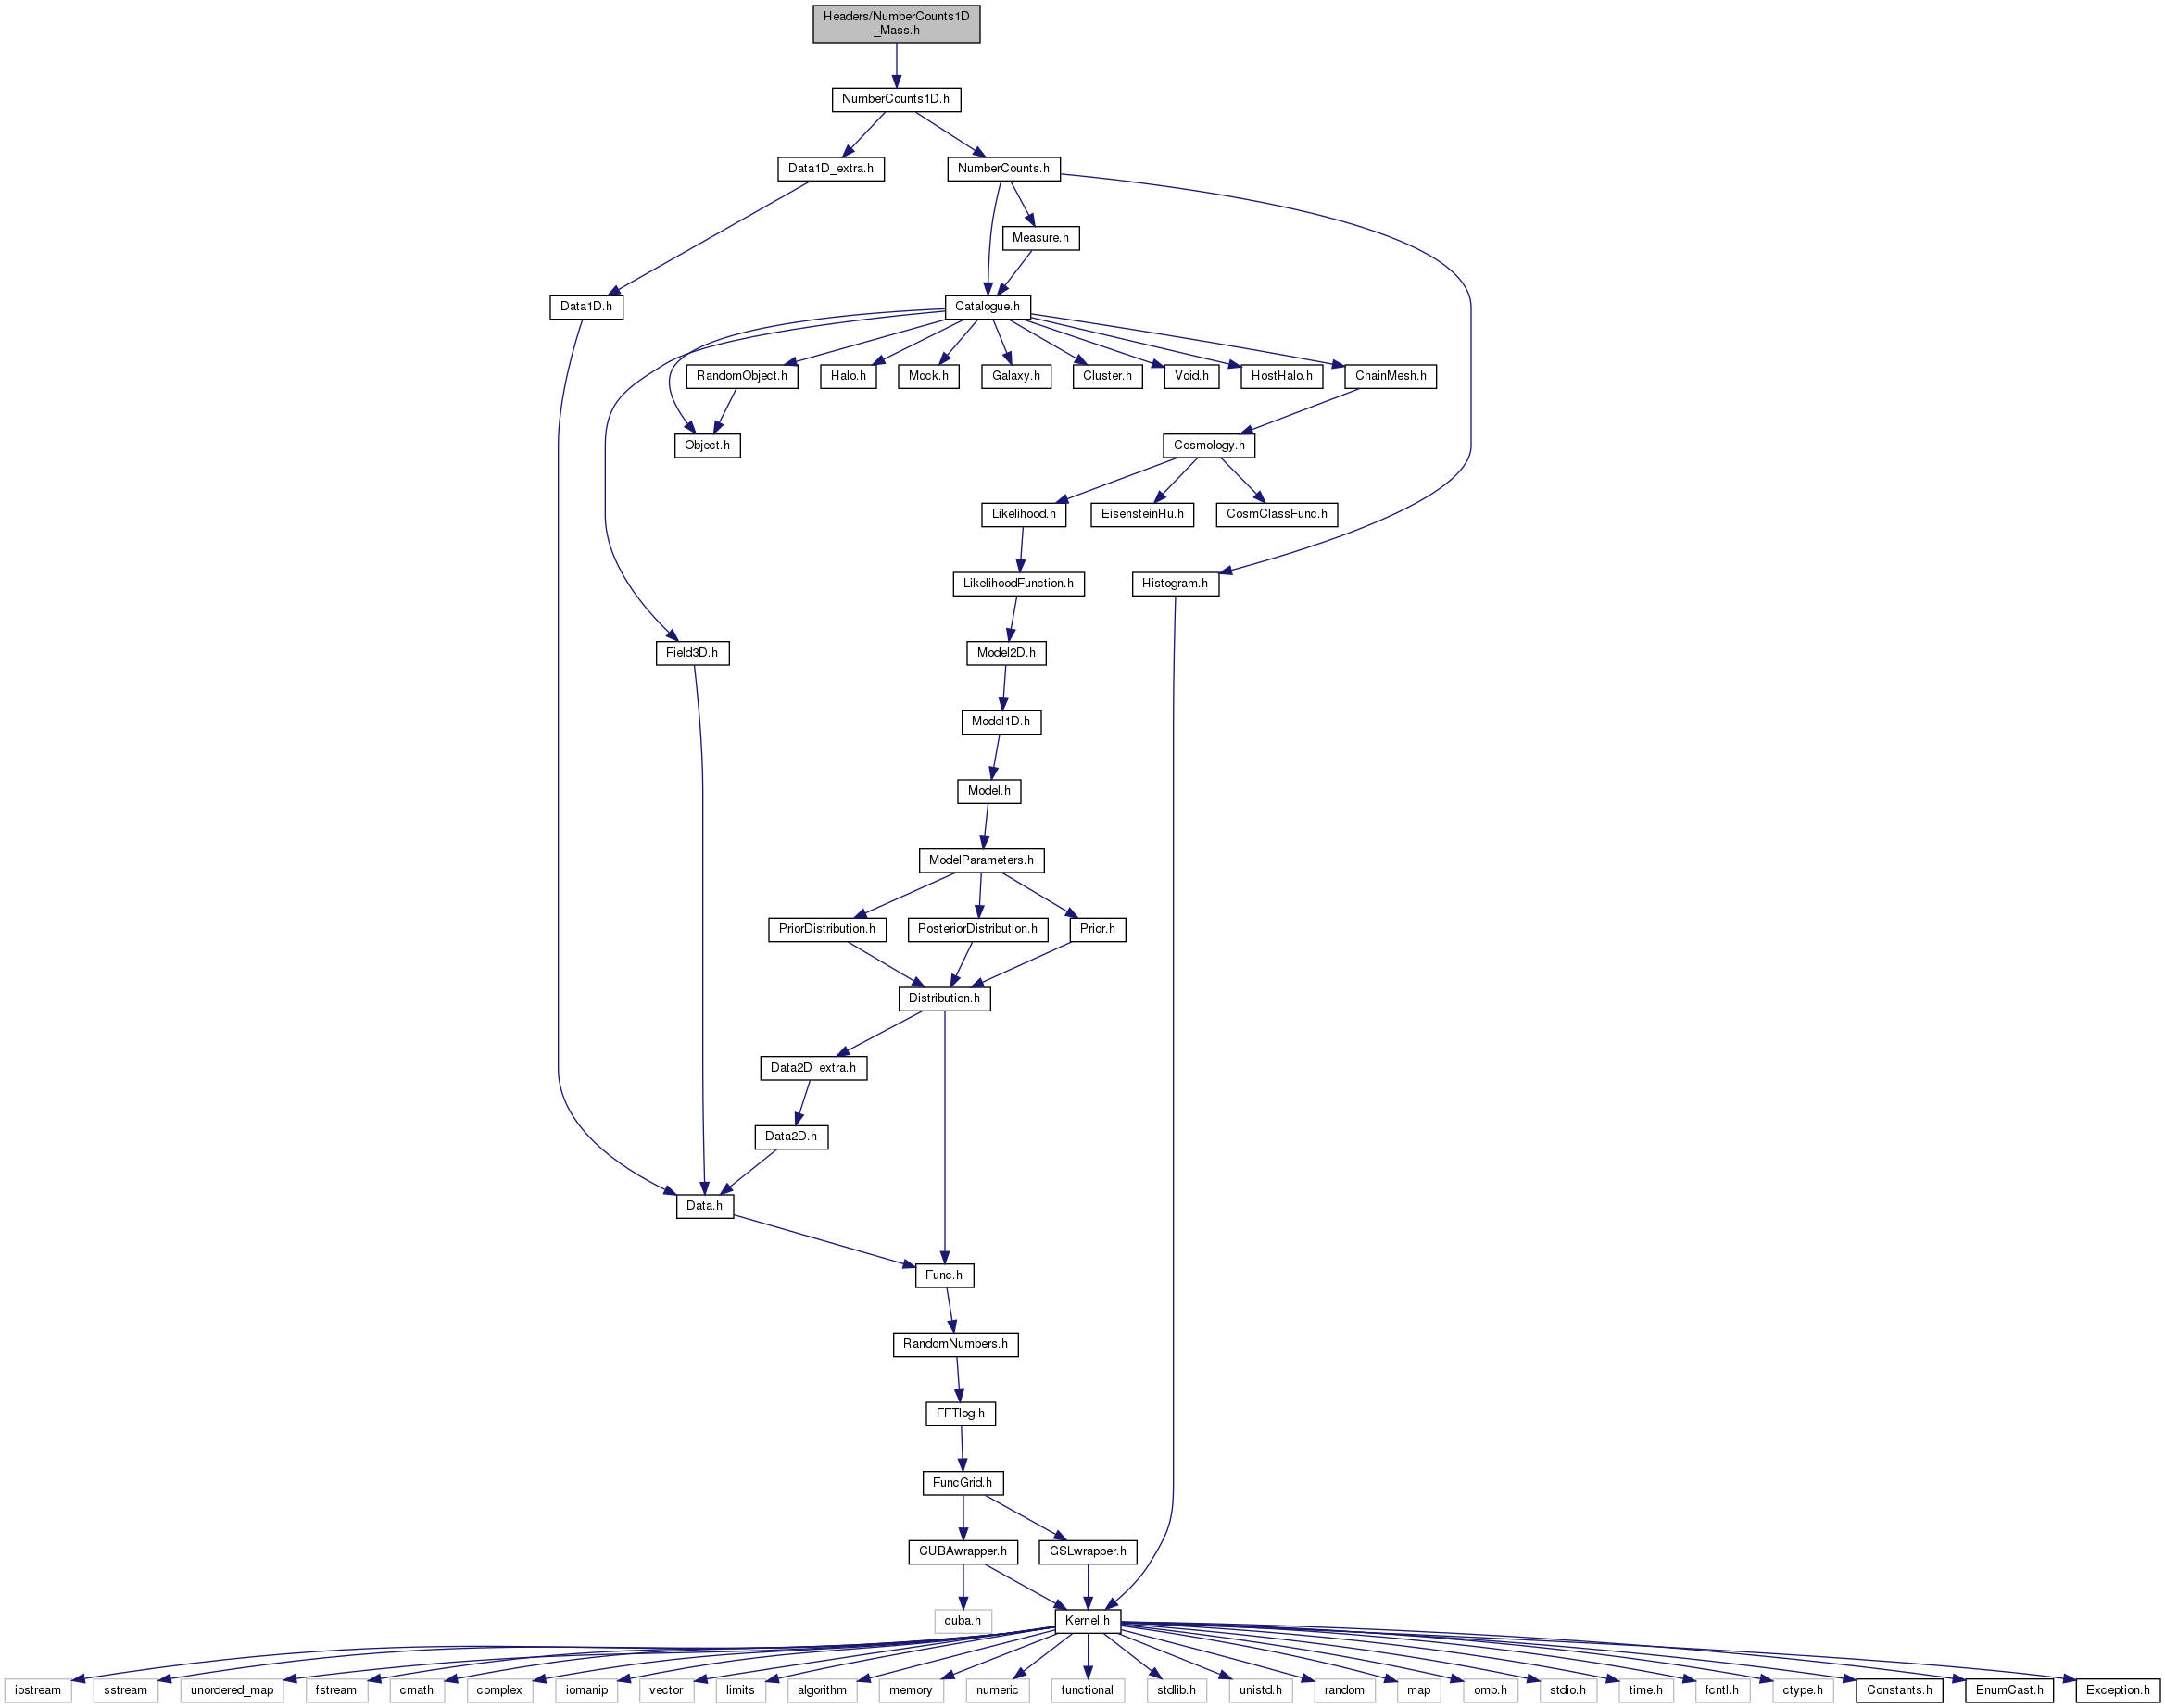 Headers/NumberCounts1D
_Mass.h
NumberCounts1D.h
Data1D_extra.h
NumberCounts.h
Measure.h
Data1D.h
Catalogue.h
RandomObject.h
Halo.h
Mock.h
Galaxy.h
Cluster.h
Void.h
HostHalo.h
ChainMesh.h
Object.h
Cosmology.h
Likelihood.h
EisensteinHu.h
CosmClassFunc.h
LikelihoodFunction.h
Histogram.h
Field3D.h
Model2D.h
Model1D.h
Model.h
ModelParameters.h
PriorDistribution.h
PosteriorDistribution.h
Prior.h
Distribution.h
Data2D_extra.h
Data2D.h
Data.h
Func.h
RandomNumbers.h
FFTlog.h
FuncGrid.h
CUBAwrapper.h
GSLwrapper.h
cuba.h
Kernel.h
iostream
sstream
unordered_map
fstream
cmath
complex
iomanip
vector
limits
algorithm
memory
numeric
functional
stdlib.h
unistd.h
random
map
omp.h
stdio.h
time.h
fcntl.h
ctype.h
Constants.h
EnumCast.h
Exception.h